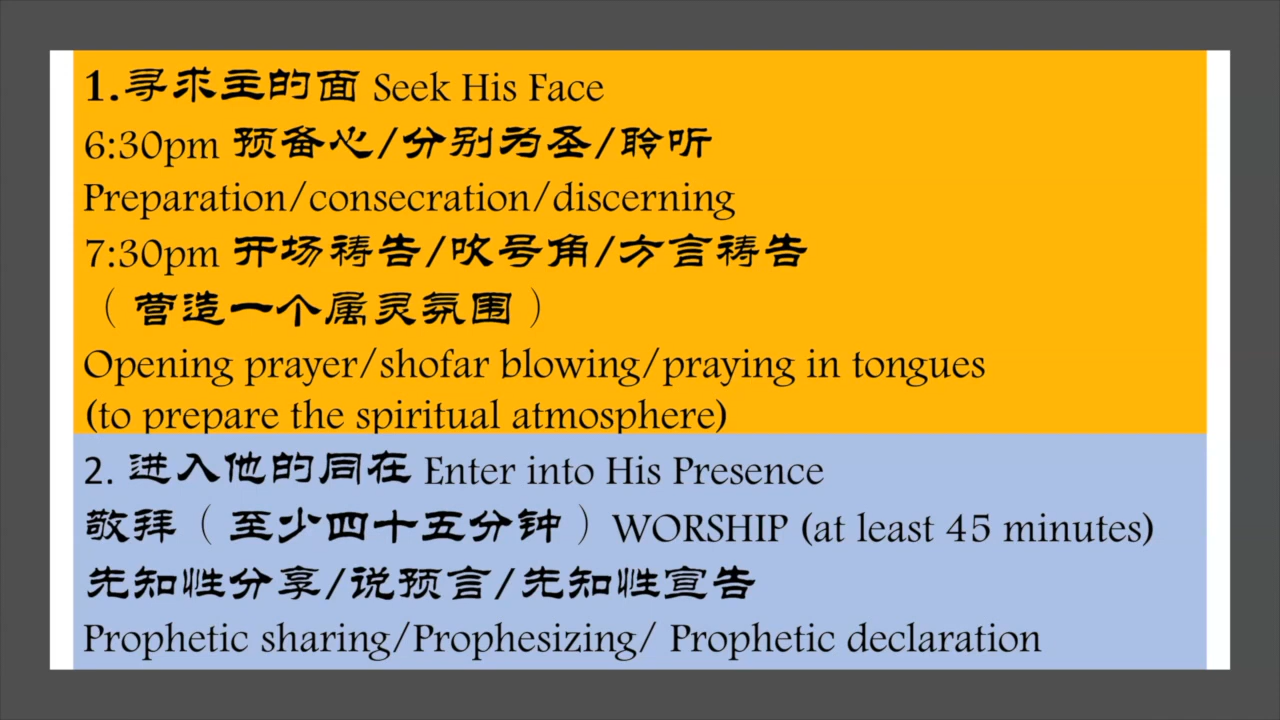 1.寻求主的面 Seek His Face
6:30pm 预备心/分别为圣/聆听
Preparation/consecration/discerning
7:30pm 开场祷告/吹号角/方言祷告
（营造一个属灵氛围）
Opening prayer/shofar blowing/praying in tongues
(to prepare the spiritual atmosphere)
2. 进入他的同在 Enter into His Presence
敬拜（至少四十五分钟）WORSHIP (at least 45 minutes)
先知性分享/说预言/先知性宣告
Prophetic sharing/Prophesizing/ Prophetic declaration